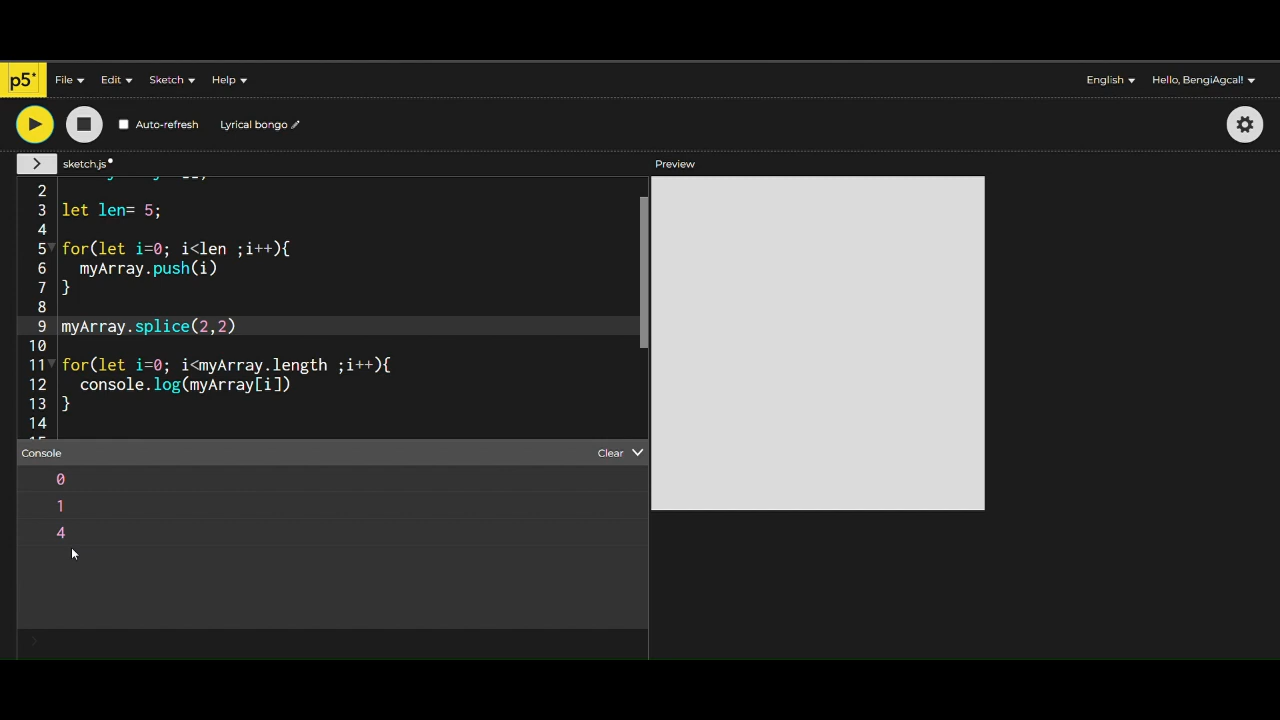 p5*
File
Edit
Sketch
Help
English
Hello, BengiAgcal!
Auto-refresh
Lyrical bongo
sketch.js
Preview
2
3 let len= 5;
4
5 for(let i=0; i<len ;i++){
6 myArray.push(i)
7 }
8
9 myArray.splice(2,2)
10
11 for(let i=0; i<myArray.length ;i++){
12 console.log(myArray[i])
13 }
14
Console
Clear
0
1
4